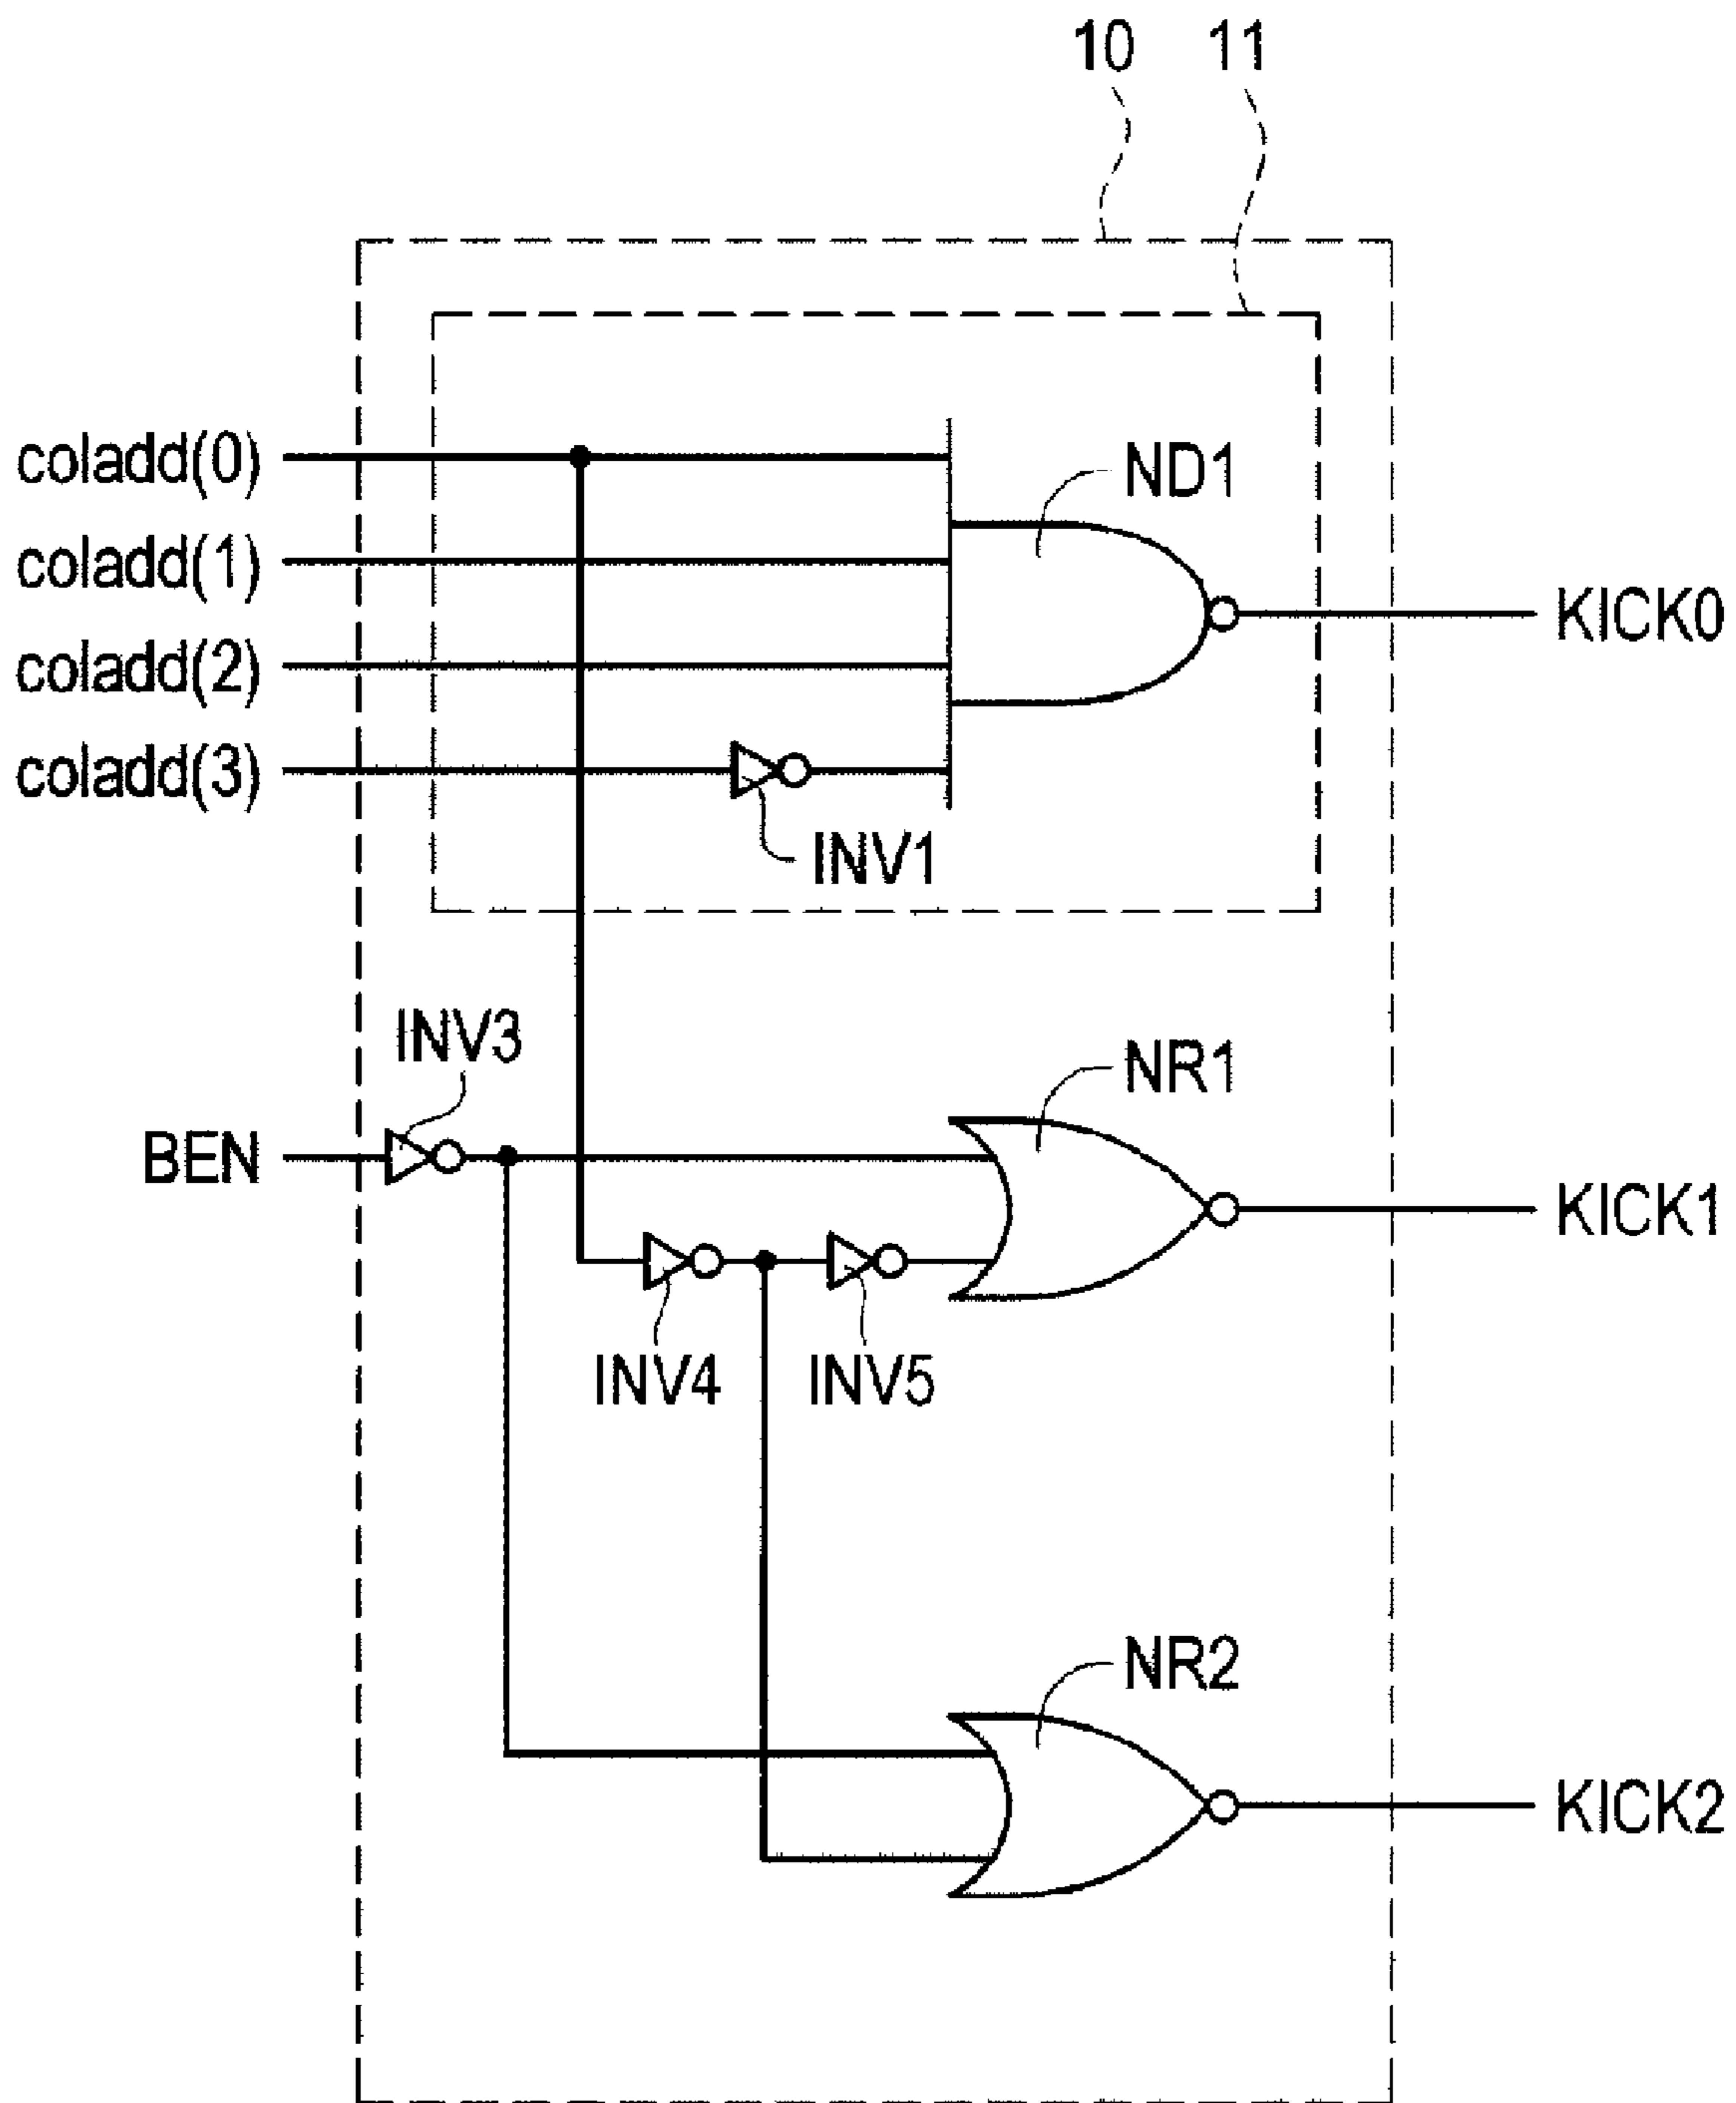 10
11
coladd(0)
coladd(1)
coladd(2)
coladd(3)
ND1
KICK0
INV1
INV3
BEN
NR1
KICK1
INV4
INV5
NR2
KICK2